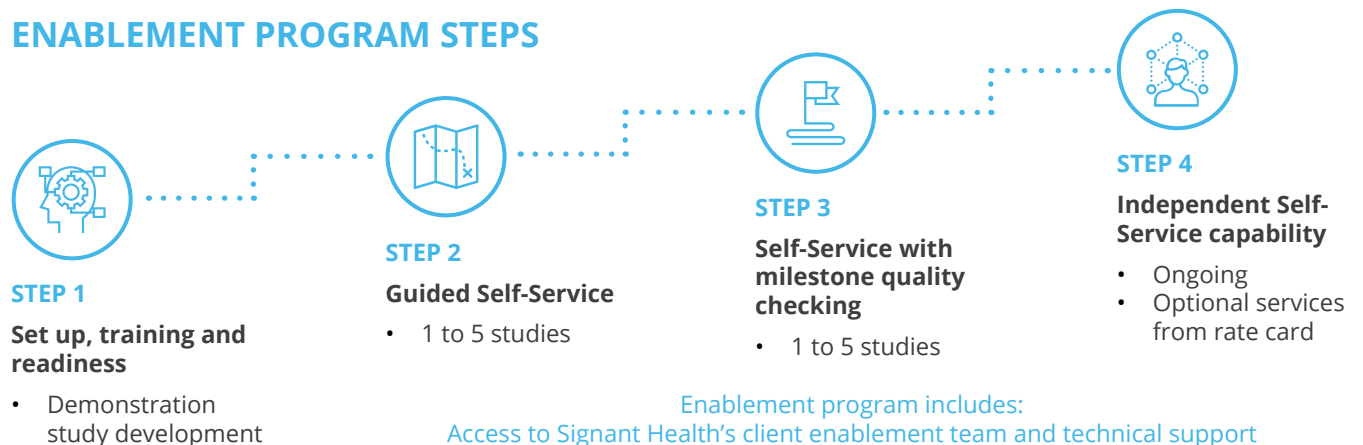 ENABLEMENT PROGRAM STEPS
STEP 1
Set up, training and
readiness
• Demonstration
study development
STEP 2
Guided Self-Service
• 1 to 5 studies
STEP 3
Self-Service with
milestone quality
checking
• 1 to 5 studies
STEP 4
Independent Self-
Service capability
• Ongoing
• Optional services
from rate card
Enablement program includes:
Access to Signant Health’s client enablement team and technical support